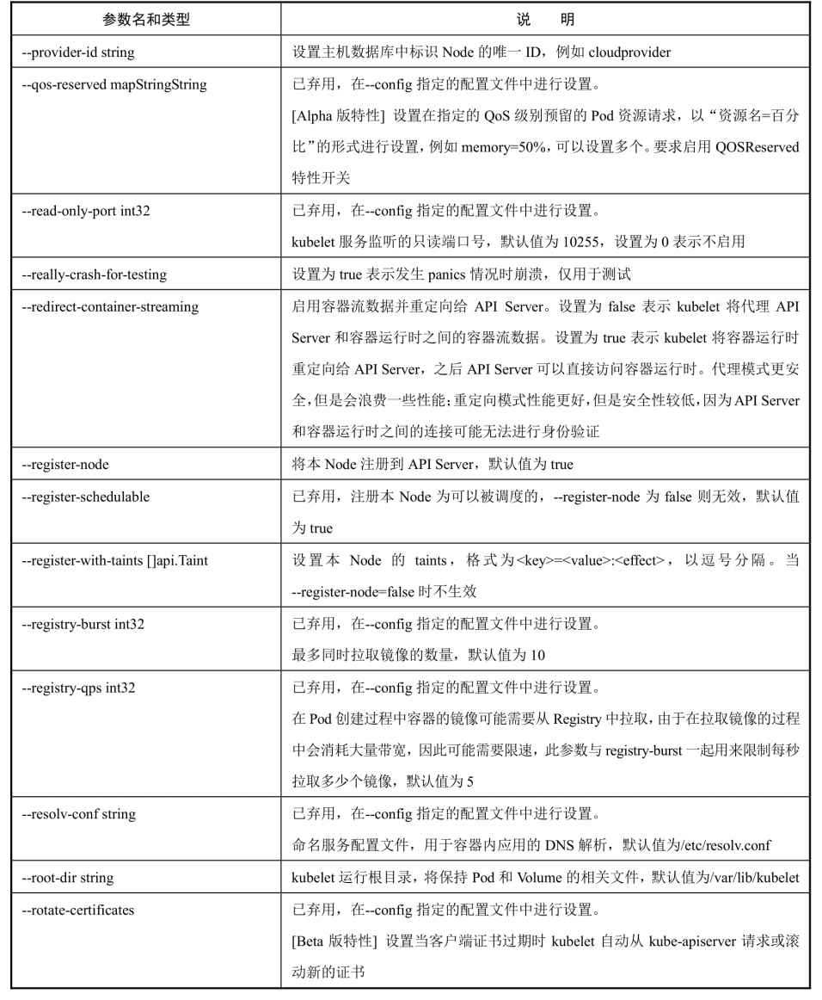 参数名和类型
说 明
--provider-id string
设置主机数据库中标识 Node 的唯一 ID，例如 cloudprovider
--qos-reserved mapStringString
已弃用，在--config 指定的配置文件中进行设置。
[Alpha 版特性] 设置在指定的 QoS 级别预留的 Pod 资源请求，以“资源名=百分
比”的形式进行设置，例如 memory=50%，可以设置多个。要求启用 QOSReserved
特性开关
--read-only-port int32
已弃用，在--config 指定的配置文件中进行设置。
kubelet 服务监听的只读端口号，默认值为 10255，设置为 0 表示不启用
--really-crash-for-testing
设置为 true 表示发生 panics 情况时崩溃，仅用于测试
--redirect-container-streaming
启用容器流数据并重定向给 API Server。设置为 false 表示 kubelet 将代理 API
Server 和容器运行时之间的容器流数据。设置为 true 表示 kubelet 将容器运行时
重定向给 API Server，之后 API Server 可以直接访问容器运行时。代理模式更安
全，但是会浪费一些性能；重定向模式性能更好，但是安全性较低，因为 API Server
和容器运行时之间的连接可能无法进行身份验证
--register-node
将本 Node 注册到 API Server，默认值为 true
--register-schedulable
已弃用，注册本 Node 为可以被调度的，--register-node 为 false 则无效，默认值
为 true
--register-with-taints []api.Taint
设置本 Node 的 taints，格式为<key>=<value>:<effect>，以逗号分隔。当
--register-node=false 时不生效
--registry-burst int32
已弃用，在--config 指定的配置文件中进行设置。
最多同时拉取镜像的数量，默认值为 10
--registry-qps int32
已弃用，在--config 指定的配置文件中进行设置。
在 Pod 创建过程中容器的镜像可能需要从 Registry 中拉取，由于在拉取镜像的过程
中会消耗大量带宽，因此可能需要限速，此参数与 registry-burst 一起用来限制每秒
拉取多少个镜像，默认值为 5
--resolv-conf string
已弃用，在--config 指定的配置文件中进行设置。
命名服务配置文件，用于容器内应用的 DNS 解析，默认值为/etc/resolv.conf
--root-dir string
kubelet 运行根目录，将保持 Pod 和 Volume 的相关文件，默认值为/var/lib/kubelet
--rotate-certificates
已弃用，在--config 指定的配置文件中进行设置。
[Beta 版特性] 设置当客户端证书过期时 kubelet 自动从 kube-apiserver 请求或滚
动新的证书